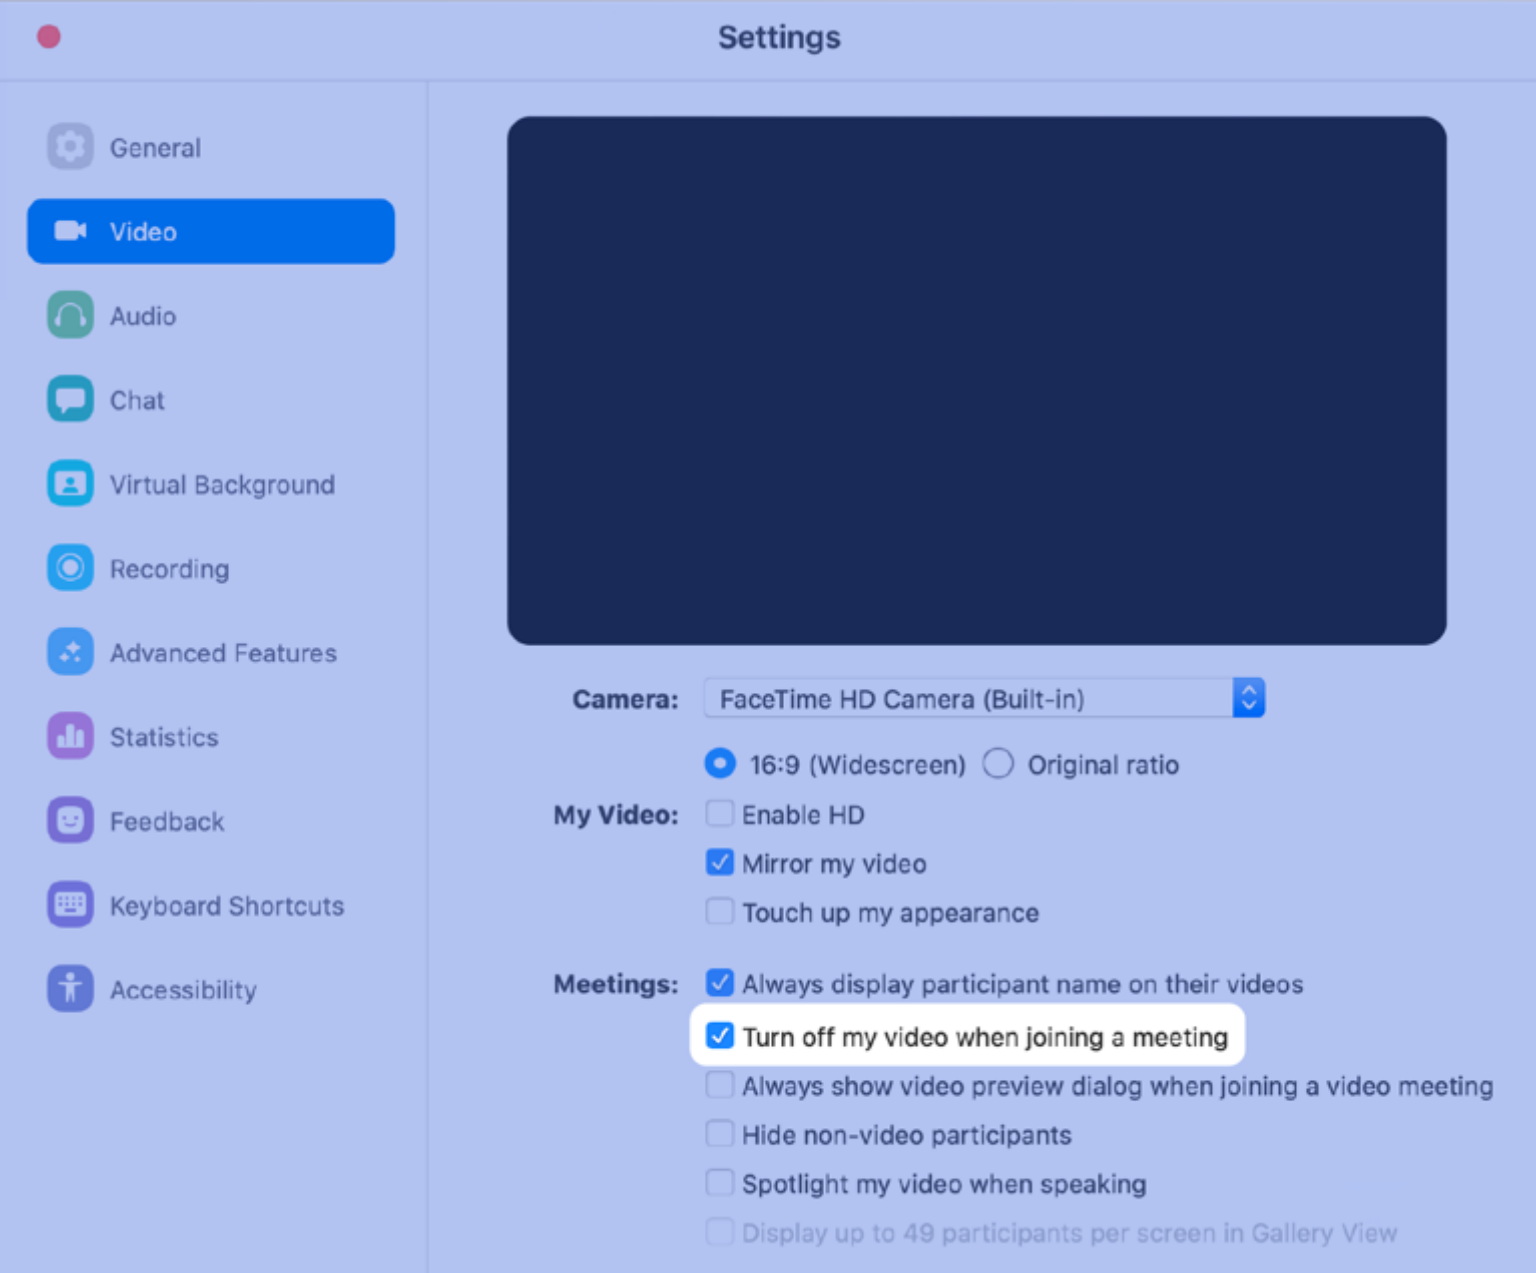 Settings
General
Video
Audio
Chat
Virtual Background
Recording
Advanced Features
Statistics
Feedback
Keyboard Shortcuts
Accessibility
Camera: FaceTime HD Camera (Built-in)
16:9 (Widescreen) Original ratio
My Video: Enable HD
Mirror my video
Touch up my appearance
Meetings: Always display participant name on their videos
Turn off my video when joining a meeting
Always show video preview dialog when joining a video meeting
Hide non-video participants
Spotlight my video when speaking
Display up to 49 participants per screen in Gallery View